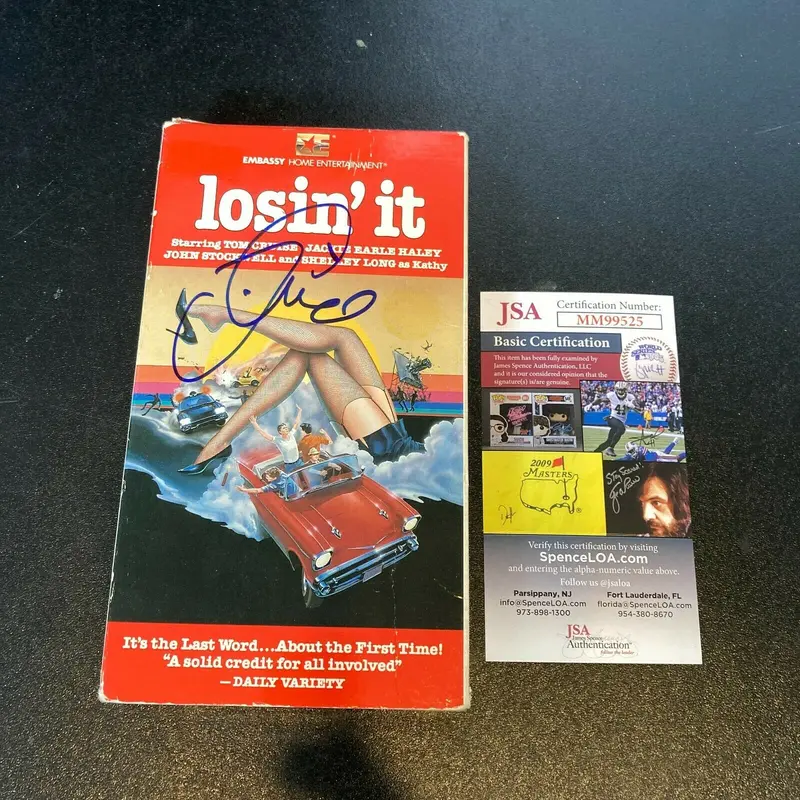 EMBASSY HOME ENTERTAINMENT®
losin' it
Starring TOM CRUISE JACKIE EARLE HALEY
JOHN STOCKWELL and SHELLEY LONG as Kathy
It's the Last Word...About the First Time!
"A solid credit for all involved"
— DAILY VARIETY
JSA Certification Number:
MM99525
Basic Certification
This item has been fully examined by
James Spence Authentication, LLC
and it is our considered opinion that the
signature(s) is/are genuine.
WORLD
SERIES
2009
MASTERS
Verify this certification by visiting
SpenceLOA.com
and entering the alpha-numeric value above.
Follow us @jsaloa
Parsippany, NJ
info@SpenceLOA.com
973-898-1300
Fort Lauderdale, FL
florida@SpenceLOA.com
954-380-8670
JSA
James Spence
Authentication®